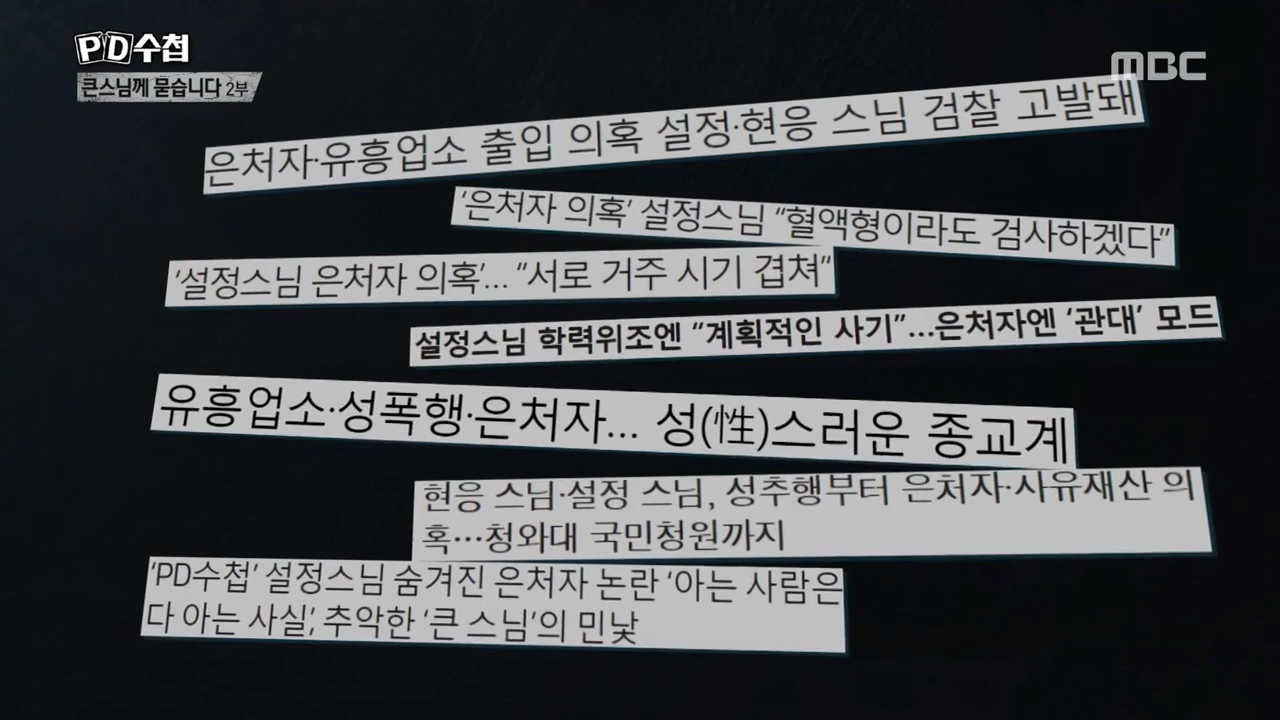 PD수첩
큰스님께 묻습니다 2부
MBC
은처자·유흥업소 출입 의혹 설정·현응 스님 검찰 고발돼
‘은처자 의혹’ 설정스님 “혈액형이라도 검사하겠다”
‘설정스님 은처자 의혹’... “서로 거주 시기 겹쳐”
설정스님 학력위조엔 “계획적인 사기”...은처자엔 ‘관대’ 모드
유흥업소·성폭행·은처자... 성(性)스러운 종교계
현응 스님·설정 스님, 성추행부터 은처자·사유재산 의
혹…청와대 국민청원까지
‘PD수첩’ 설정스님 숨겨진 은처자 논란 ‘아는 사람은
다 아는 사실’, 추악한 ‘큰 스님’의 민낯